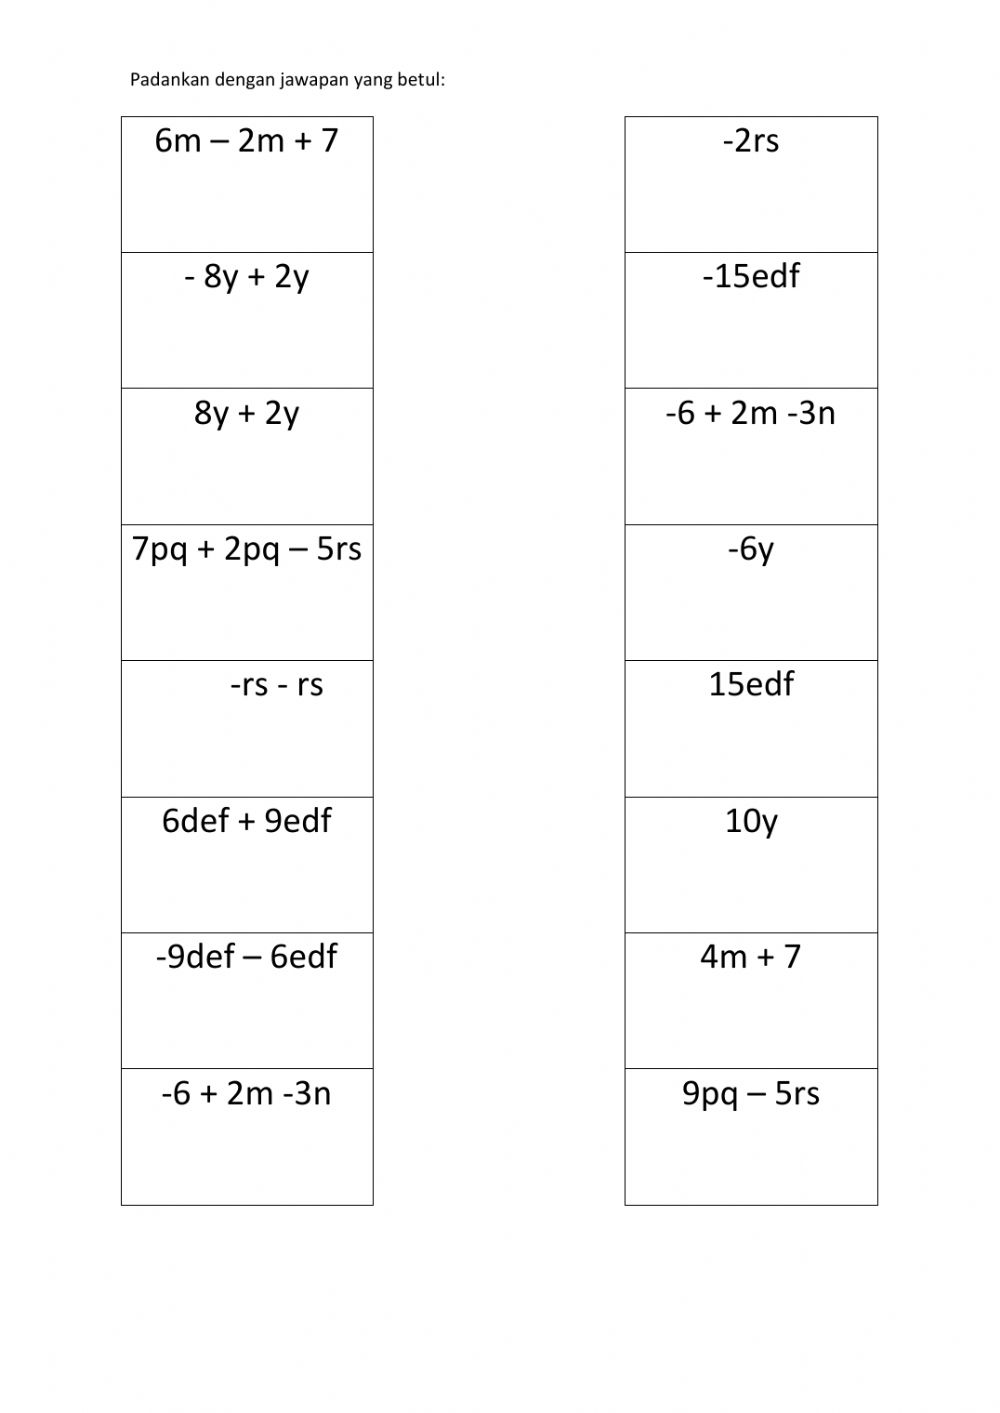 Padankan dengan jawapan yang betul:
6m – 2m + 7
-2rs
- 8y + 2y
-15edf
8y + 2y
-6 + 2m -3n
7pq + 2pq – 5rs
-6y
-rs - rs
15edf
6def + 9edf
10y
-9def – 6edf
4m + 7
-6 + 2m -3n
9pq – 5rs